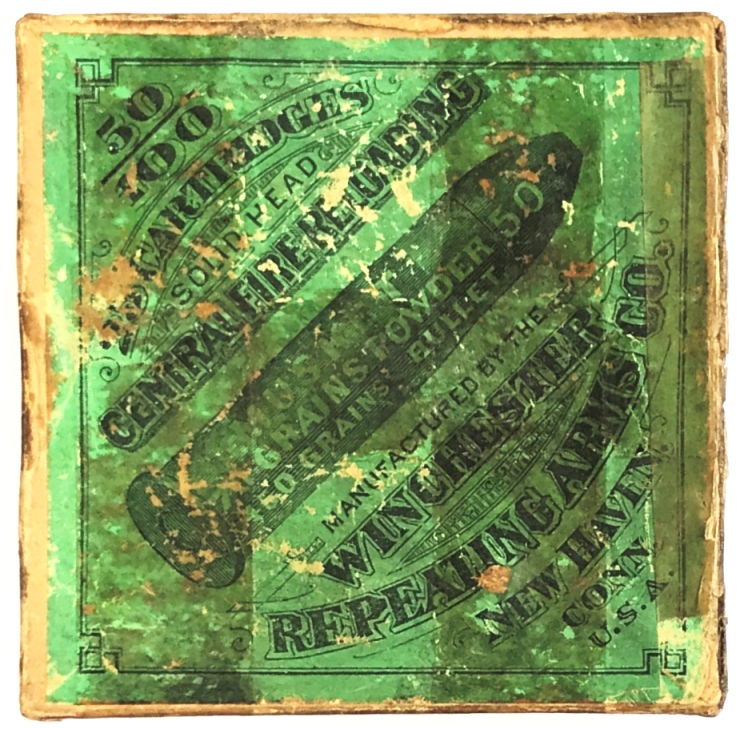 50
100
CARTRIDGES
SOLID HEAD
CENTRAL FIRE RELOADING
GRAINS POWDER 50
GRAINS BULLET
MANUFACTURED BY THE
WINCHESTER
REPEATING ARMS CO.
NEW HAVEN
CONN.
U.S.A.